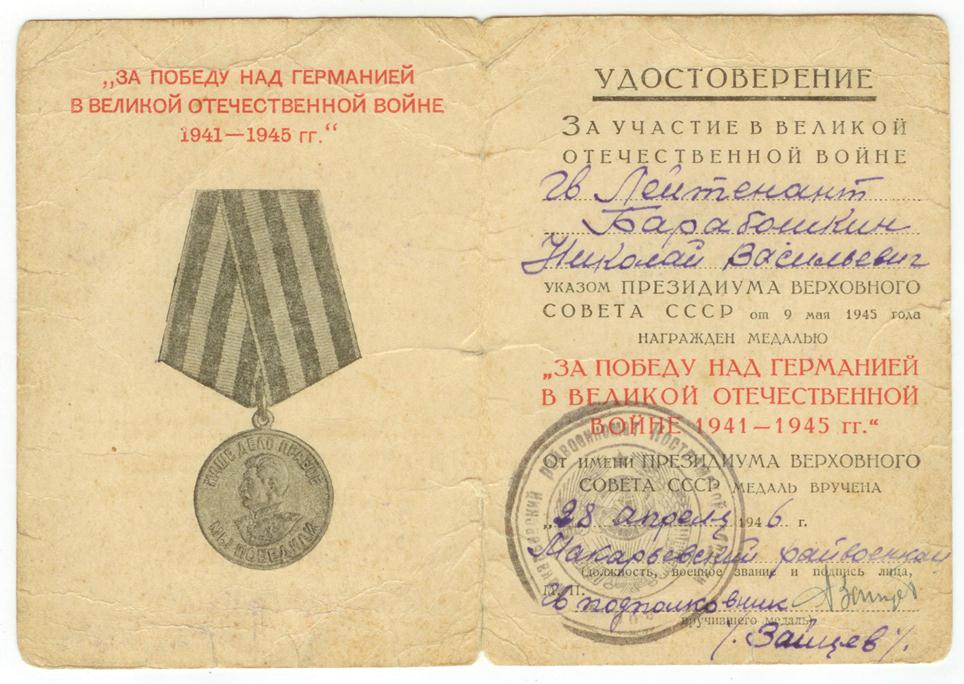 „ЗА ПОБЕДУ НАД ГЕРМАНИЕЙ
В ВЕЛИКОЙ ОТЕЧЕСТВЕННОЙ ВОЙНЕ
1941—1945 гг.“
НАШЕ ДЕЛО ПРАВОЕ
МЫ ПОБЕДИЛИ
УДОСТОВЕРЕНИЕ
ЗА УЧАСТИЕ В ВЕЛИКОЙ
ОТЕЧЕСТВЕННОЙ ВОЙНЕ
гв Лейтенант
Барабошкин
Николай Васильевич
УКАЗОМ ПРЕЗИДИУМА ВЕРХОВНОГО
СОВЕТА СССР от 9 мая 1945 года
НАГРАЖДЕН МЕДАЛЬЮ
„ЗА ПОБЕДУ НАД ГЕРМАНИЕЙ
В ВЕЛИКОЙ ОТЕЧЕСТВЕННОЙ
ВОЙНЕ 1941—1945 гг.“
ОТ ИМЕНИ ПРЕЗИДИУМА ВЕРХОВНОГО
СОВЕТА СССР МЕДАЛЬ ВРУЧЕНА
„28 апреля 1946 г.
Макарьевский райвоенком
(должность, военное звание и подпись лица,
М. П.
гв подполковник Зайцев
вручившего медаль)
/. Зайцев /.